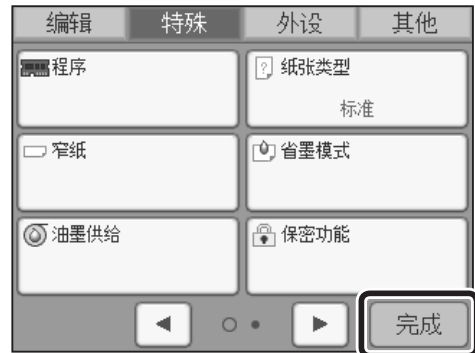 编辑 特殊 外设 其他
程序 纸张类型
标准
窄纸 省墨模式
油墨供给 保密功能
完成